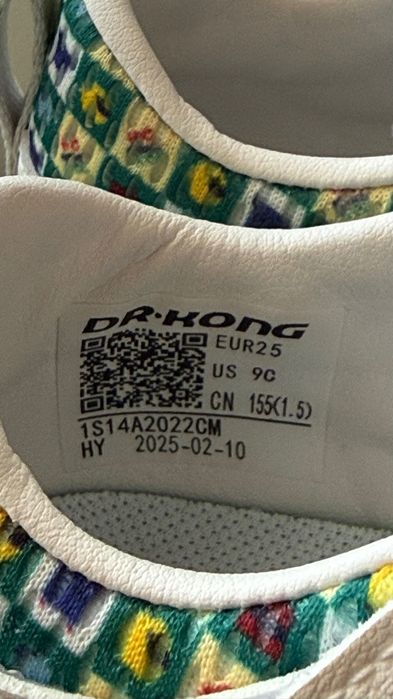 DR·KONG
EUR25
US 9C
CN 155(1.5)
1S14A2022CM
HY 2025-02-10